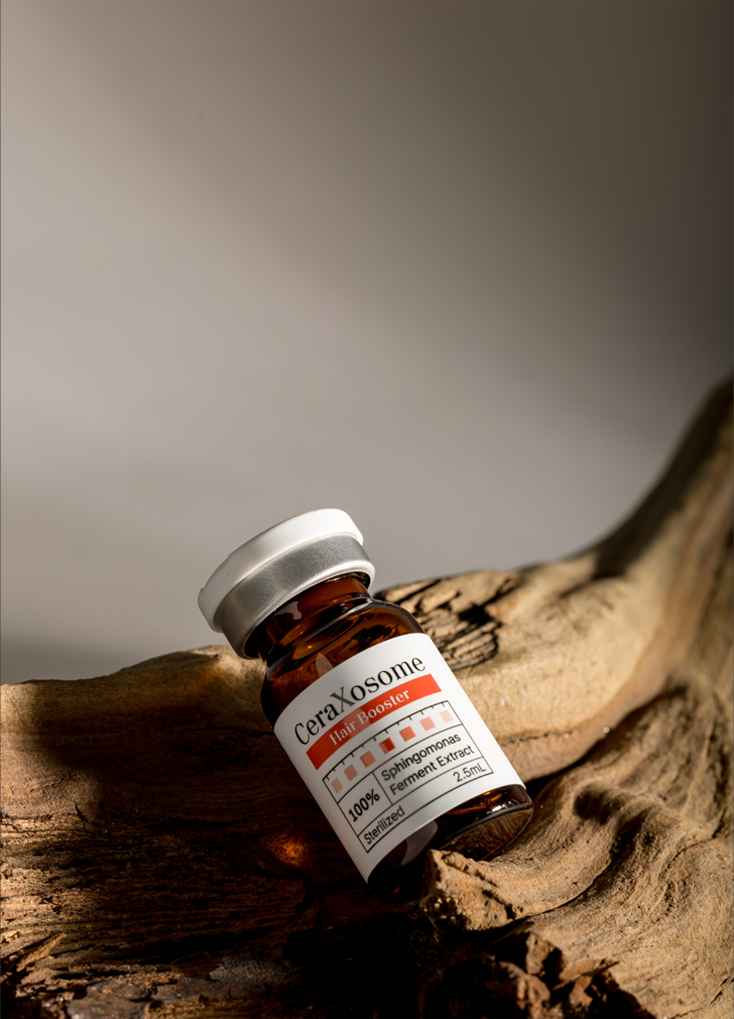 CeraXosome
Hair Booster
100%
Sphingomonas
Ferment Extract
Sterilized
2.5mL